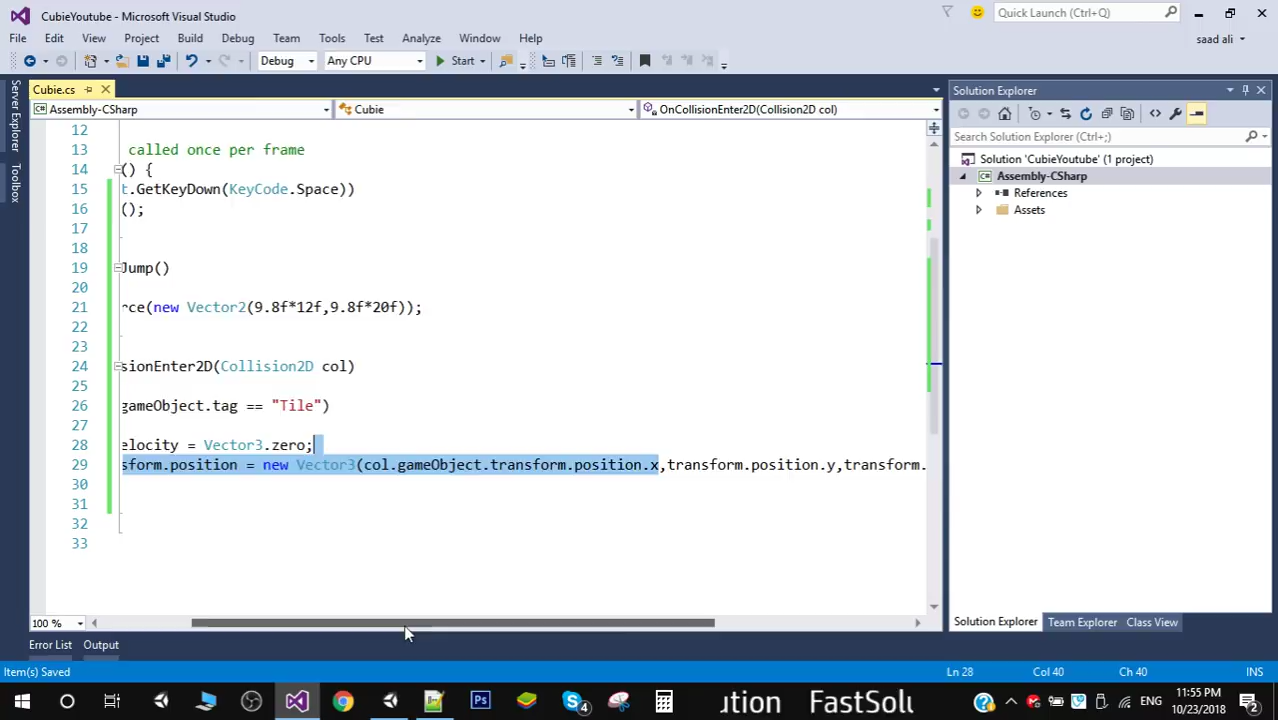 CubieYoutube - Microsoft Visual Studio
Quick Launch (Ctrl+Q)
File Edit View Project Build Debug Team Tools Test Analyze Window Help
saad ali
Debug Any CPU Start
Server Explorer
Toolbox
Cubie.cs
Assembly-CSharp
Cubie
OnCollisionEnter2D(Collision2D col)
12
13 called once per frame
14 () {
15 t.GetKeyDown(KeyCode.Space))
16 ();
17
18
19 Jump()
20
21 rce(new Vector2(9.8f*12f,9.8f*20f));
22
23
24 sionEnter2D(Collision2D col)
25
26 gameObject.tag == "Tile")
27
28 elocity = Vector3.zero;
29 sform.position = new Vector3(col.gameObject.transform.position.x,transform.position.y,transform.
30
31
32
33
100 %
Solution Explorer
Search Solution Explorer (Ctrl+;)
Solution 'CubieYoutube' (1 project)
Assembly-CSharp
References
Assets
Solution Explorer Team Explorer Class View
Error List Output
Item(s) Saved
Ln 28 Col 40 Ch 40 INS
ution FastSoll
ENG
11:55 PM
10/23/2018